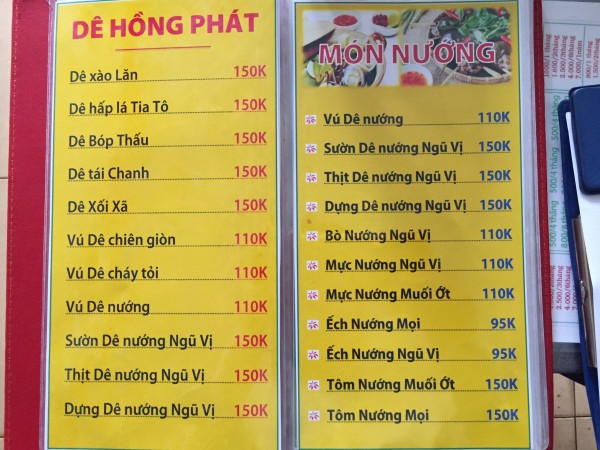 DÊ HỒNG PHÁT
Dê xào Lăn 150K
Dê hấp lá Tia Tô 150K
Dê Bóp Thấu 150K
Dê tái Chanh 150K
Dê Xối Xã 150K
Vú Dê chiên giòn 110K
Vú Dê cháy tỏi 110K
Vú Dê nướng 110K
Sườn Dê nướng Ngũ Vị 150K
Thịt Dê nướng Ngũ Vị 150K
Dựng Dê nướng Ngũ Vị 150K
MÓN NƯỚNG
Vú Dê nướng 110K
Sườn Dê nướng Ngũ Vị 150K
Thịt Dê nướng Ngũ Vị 150K
Dựng Dê nướng Ngũ Vị 150K
Bò Nướng Ngũ Vị 110K
Mực Nướng Ngũ Vị 110K
Mực Nướng Muối Ớt 110K
Ếch Nướng Mọi 95K
Ếch Nướng Ngũ Vị 95K
Tôm Nướng Muối Ớt 150K
Tôm Nướng Mọi 150K